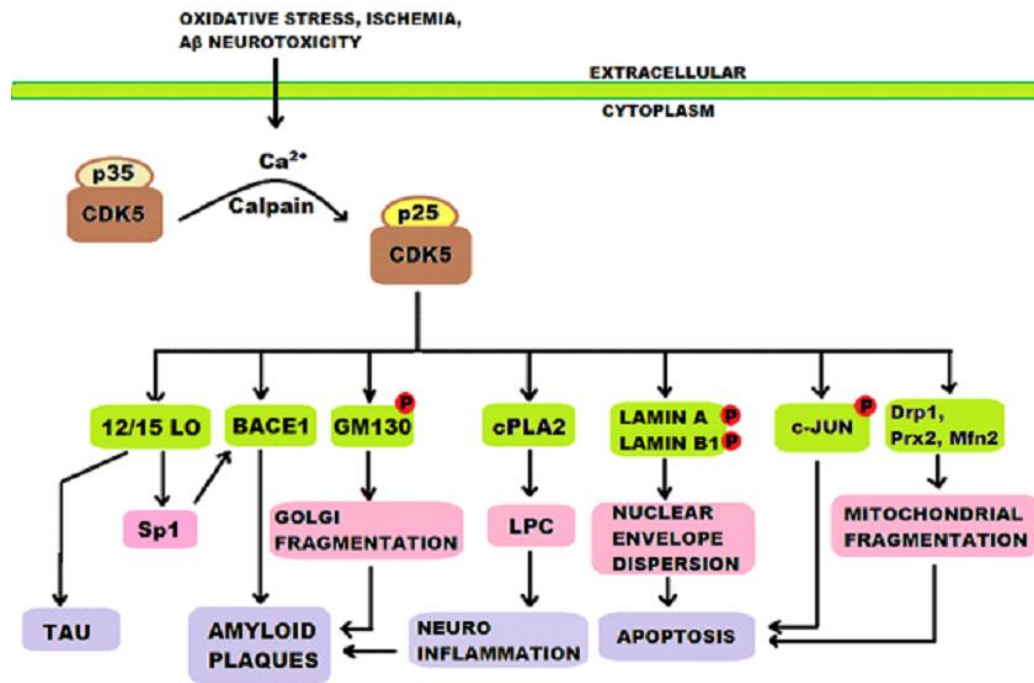 OXIDATIVE STRESS, ISCHEMIA,
Aβ NEUROTOXICITY
EXTRACELLULAR
CYTOPLASM
p35
CDK5
Ca²⁺
Calpain
p25
CDK5
12/15 LO
BACE1
GM130
P
cPLA2
LAMIN A P
LAMIN B1 P
c-JUN
P
Drp1,
Prx2, Mfn2
Sp1
GOLGI
FRAGMENTATION
LPC
NUCLEAR
ENVELOPE
DISPERSION
MITOCHONDRIAL
FRAGMENTATION
TAU
AMYLOID
PLAQUES
NEURO
INFLAMMATION
APOPTOSIS